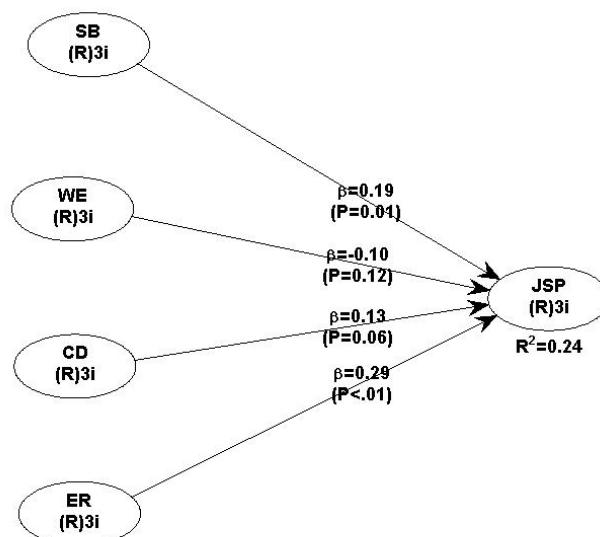 SB
(R)3i
β=0.19
(P=0.01)
WE
(R)3i
β=-0.10
(P=0.12)
JSP
(R)3i
R²=0.24
β=0.13
(P=0.06)
CD
(R)3i
β=0.29
(P<.01)
ER
(R)3i